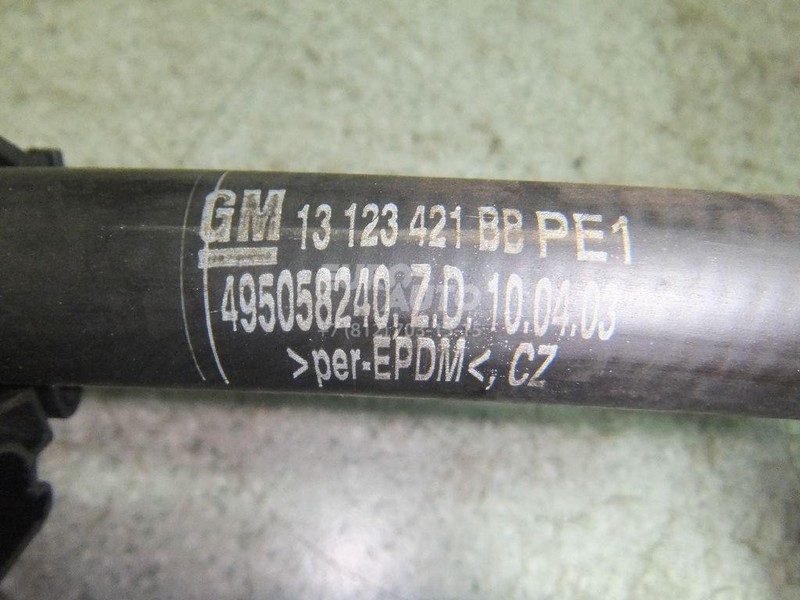 GM 13 123 421 BB PE1
495058240, Z.D. 10.04.03
>per-EPDM<, CZ